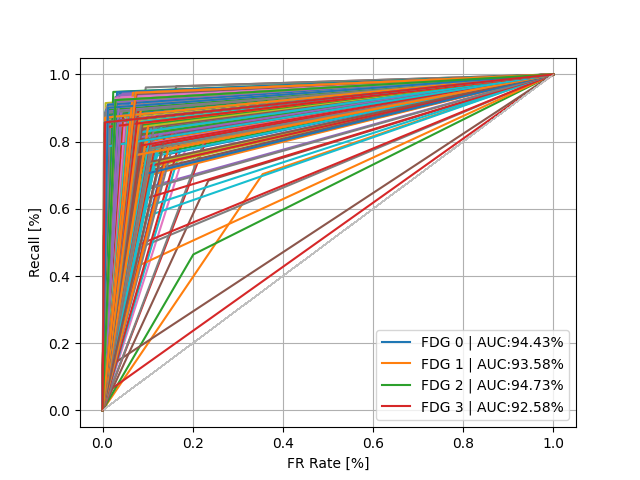 1.0
0.8
0.6
0.4
0.2
0.0
Recall [%]
0.0 0.2 0.4 0.6 0.8 1.0
FR Rate [%]
FDG 0 | AUC:94.43%
FDG 1 | AUC:93.58%
FDG 2 | AUC:94.73%
FDG 3 | AUC:92.58%